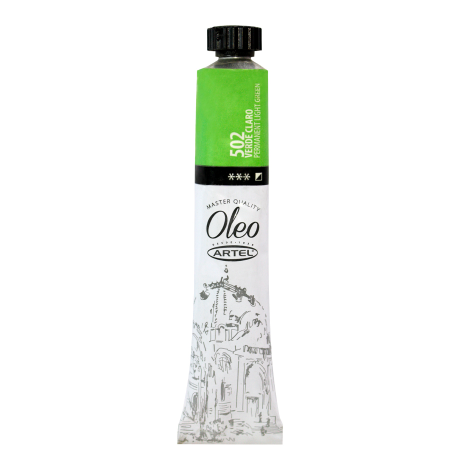 502
VERDE CLARO
PERMANENT LIGHT GREEN
***
MASTER QUALITY
Oleo
ARTEL